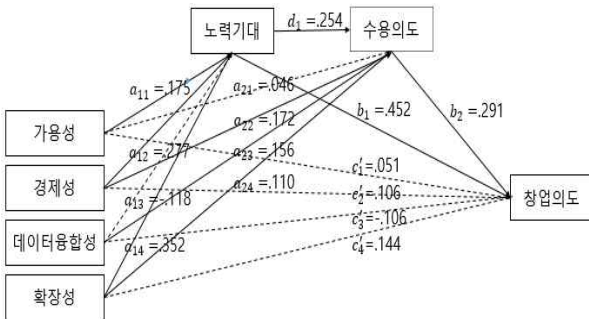 노력기대
d₁=.254
수용의도
a₁₁=.175
a₂₁=.046
가용성
a₂₂=.172
b₁=.452
b₂=.291
a₁₂=.277
a₂₃=.156
경제성
a₂₄=.110
c′₁=.051
a₁₃=-.118
c′₂=.106
창업의도
데이터융합성
c′₃=-.106
a₁₄=.352
c′₄=.144
확장성